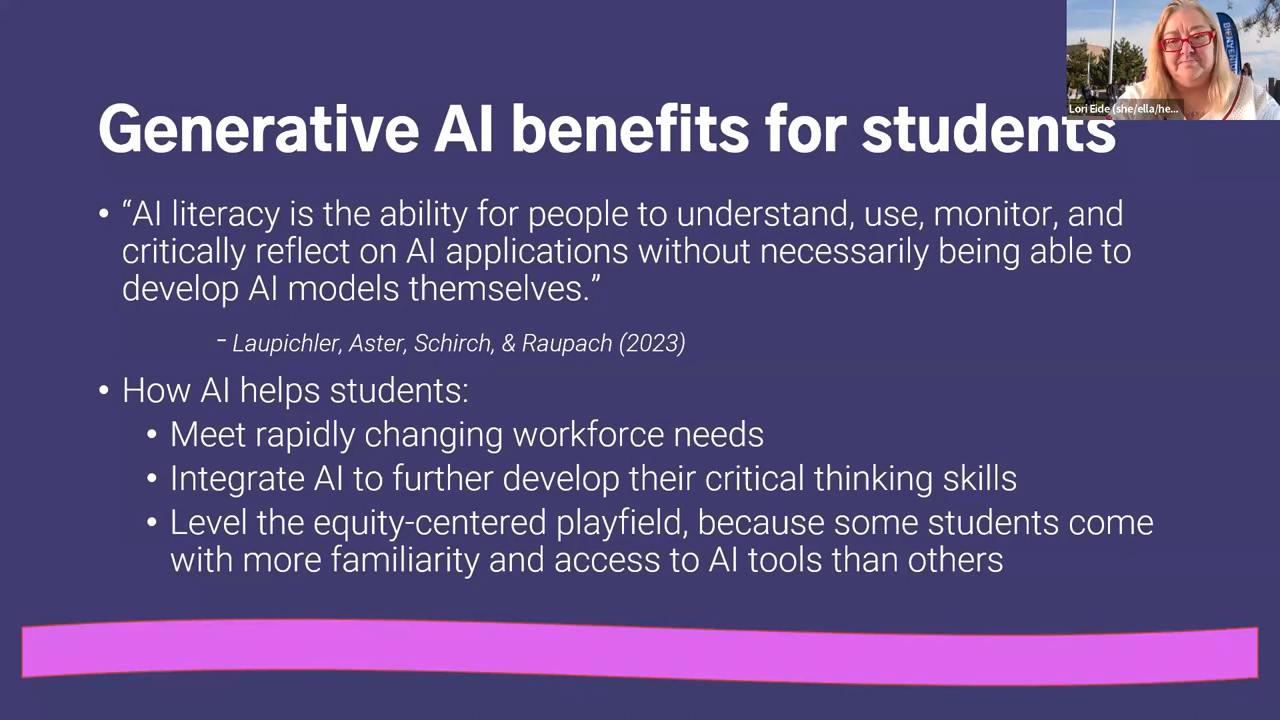 BIENVENID
Lori Eide (she/ella/he...
Generative AI benefits for students
• “AI literacy is the ability for people to understand, use, monitor, and
critically reflect on AI applications without necessarily being able to
develop AI models themselves.”
- Laupichler, Aster, Schirch, & Raupach (2023)
• How AI helps students:
• Meet rapidly changing workforce needs
• Integrate AI to further develop their critical thinking skills
• Level the equity-centered playfield, because some students come
with more familiarity and access to AI tools than others